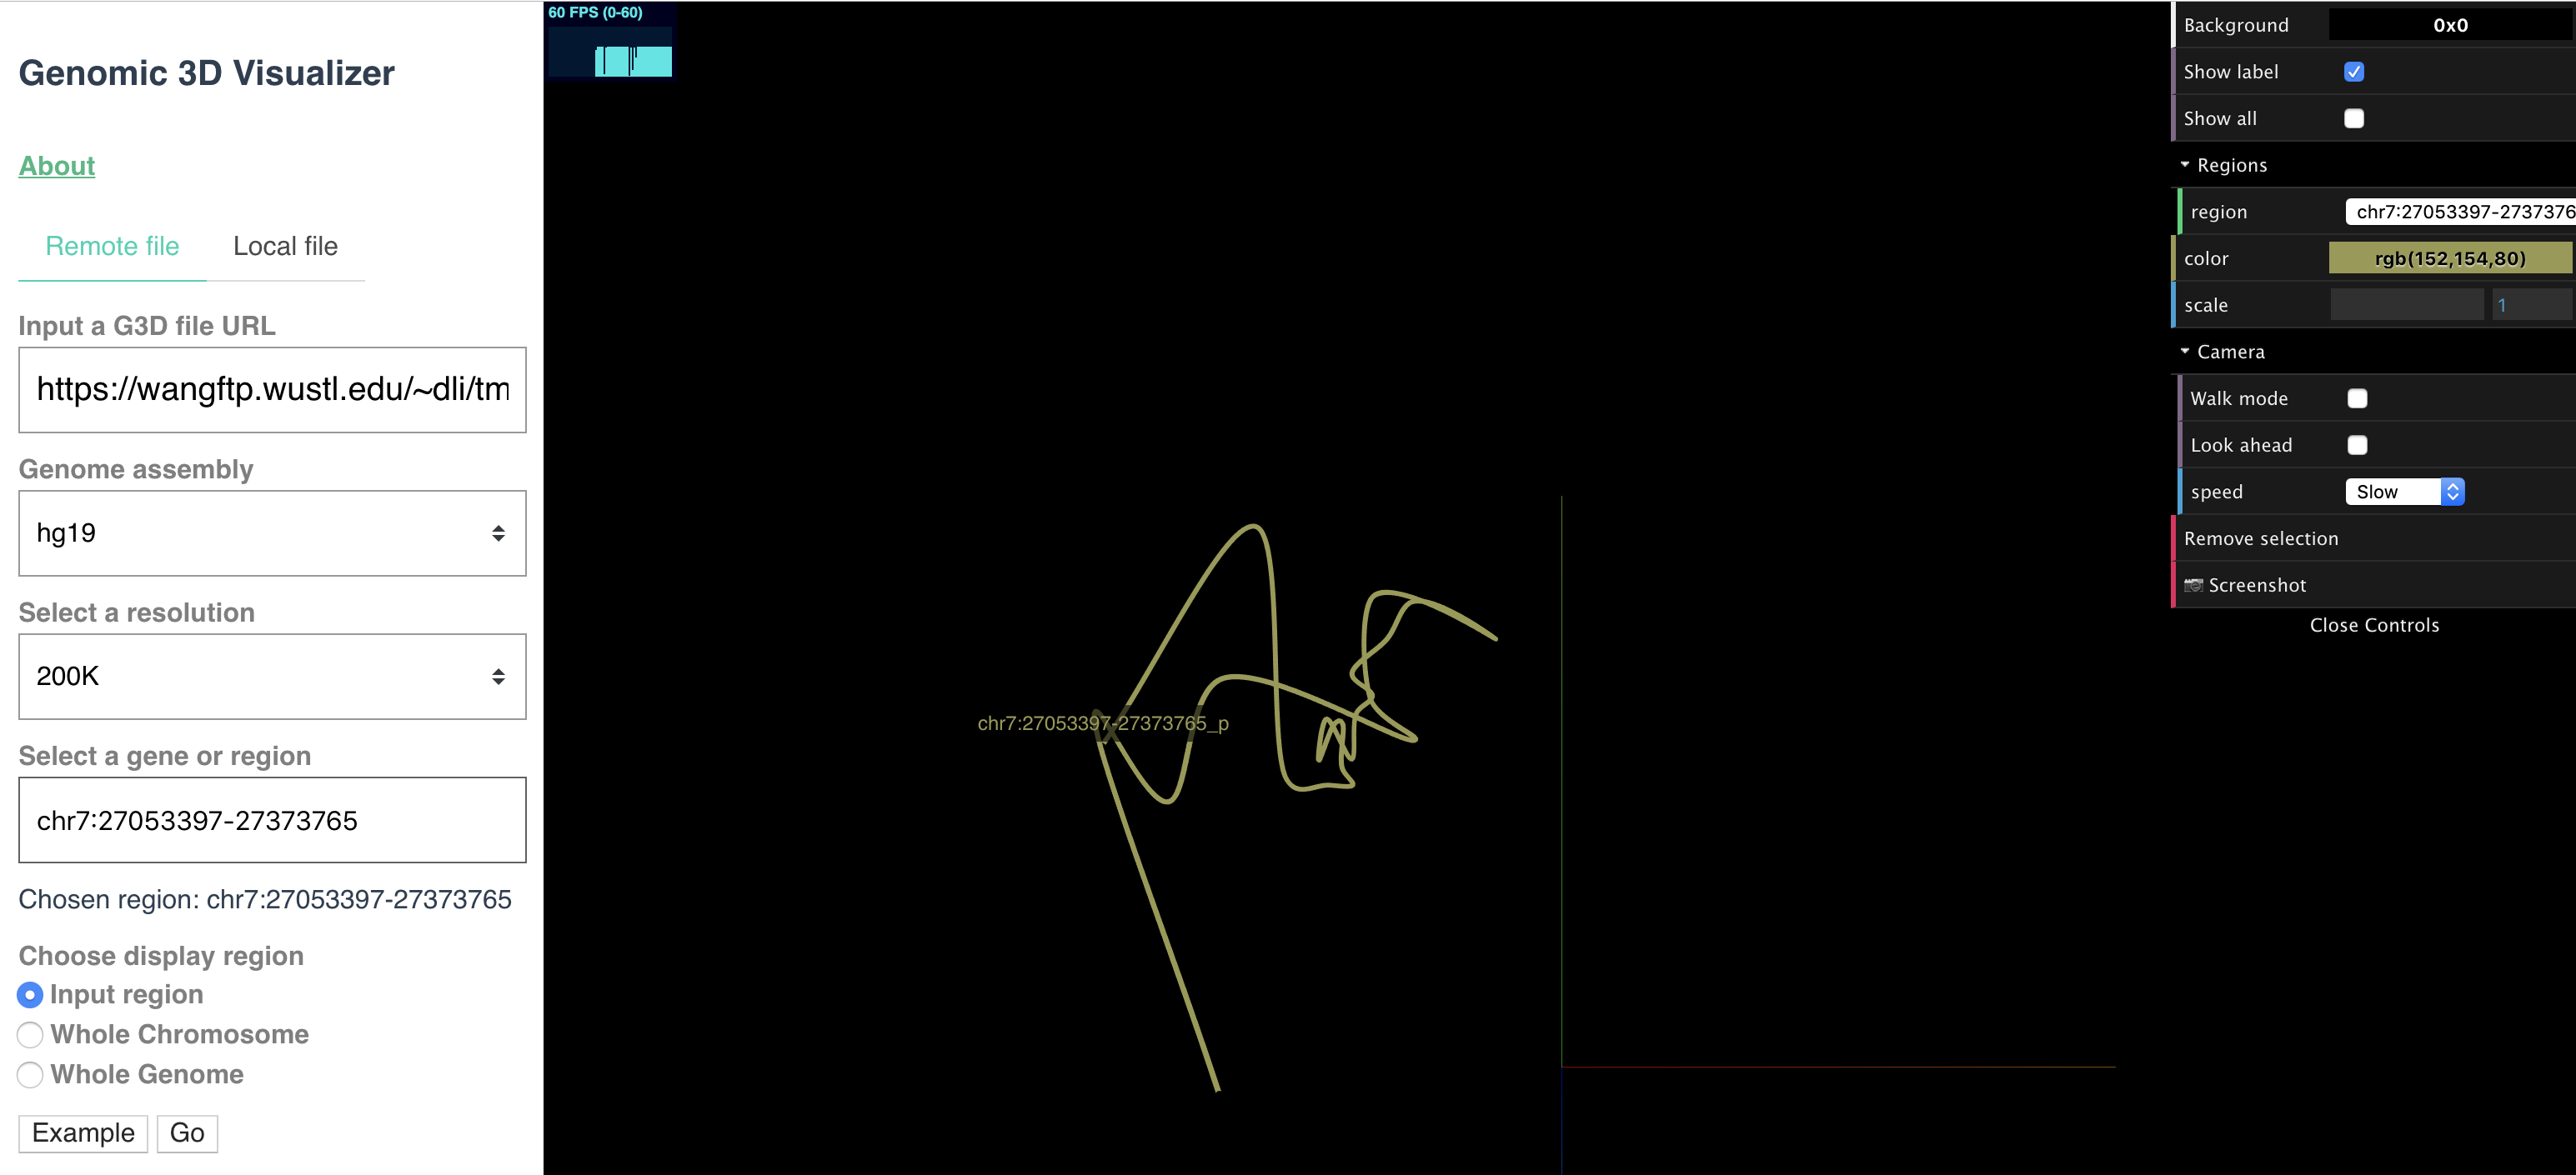 Genomic 3D Visualizer
About
Remote file Local file
Input a G3D file URL
https://wangftp.wustl.edu/~dli/tm
Genome assembly
hg19
Select a resolution
200K
Select a gene or region
chr7:27053397-27373765
Chosen region: chr7:27053397-27373765
Choose display region
Input region
Whole Chromosome
Whole Genome
Example Go
60 FPS (0-60)
chr7:27053397-27373765_p
Background 0x0
Show label
Show all
Regions
region chr7:27053397-2737376
color rgb(152,154,80)
scale 1
Camera
Walk mode
Look ahead
speed Slow
Remove selection
Screenshot
Close Controls